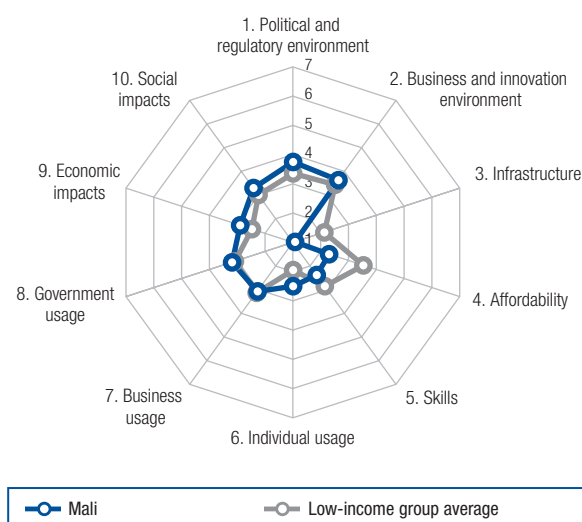 1. Political and
regulatory environment
2. Business and innovation
environment
3. Infrastructure
4. Affordability
5. Skills
6. Individual usage
7. Business
usage
8. Government
usage
9. Economic
impacts
10. Social
impacts
7
6
5
4
3
2
1
Mali
Low-income group average